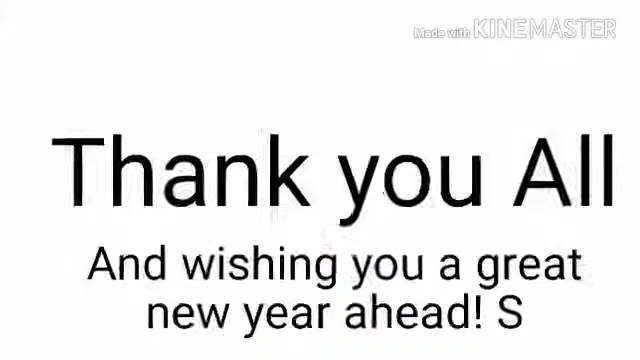 Made with KINEMASTER
Thank you All
And wishing you a great
new year ahead! S